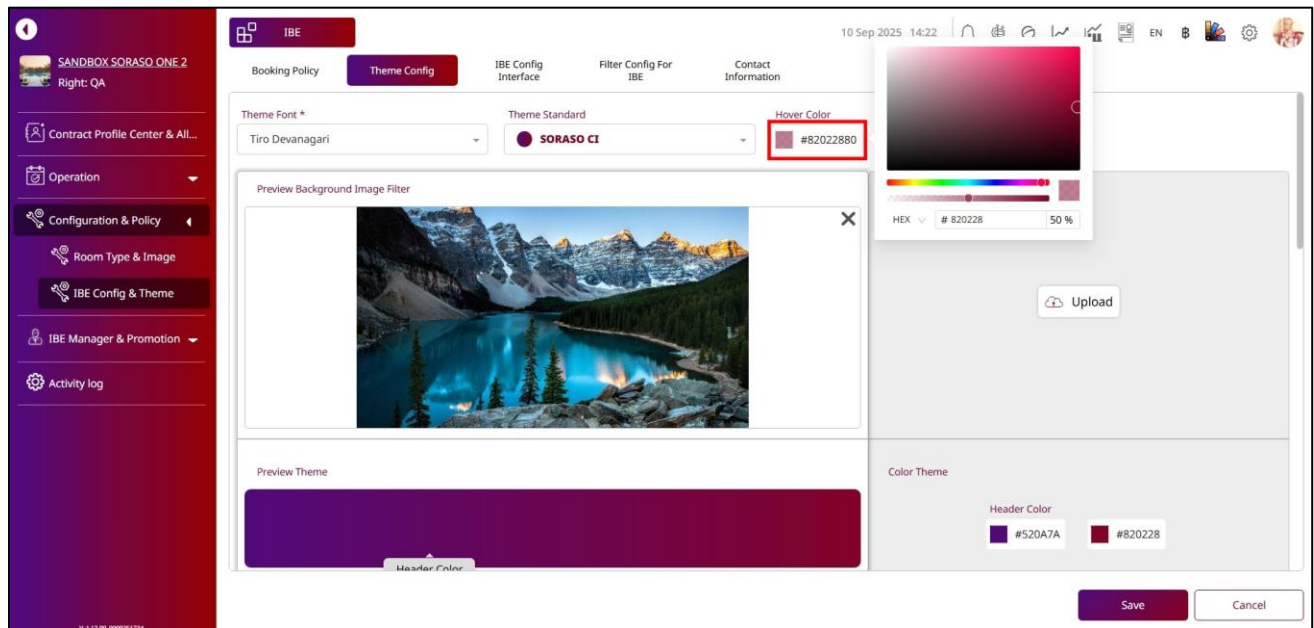 IBE
10 Sep 2025 14:22
EN
฿
SANDBOX SORASO ONE 2
Right: QA
Contract Profile Center & All...
Operation
Configuration & Policy
Room Type & Image
IBE Config & Theme
IBE Manager & Promotion
Activity log
Booking Policy
Theme Config
IBE Config
Interface
Filter Config For
IBE
Contact
Information
Theme Font *
Tiro Devanagari
Theme Standard
SORASO CI
Hover Color
#82022880
HEX
# 820228
50 %
Preview Background Image Filter
Upload
Preview Theme
Header Color
Color Theme
Header Color
#520A7A
#820228
Save
Cancel